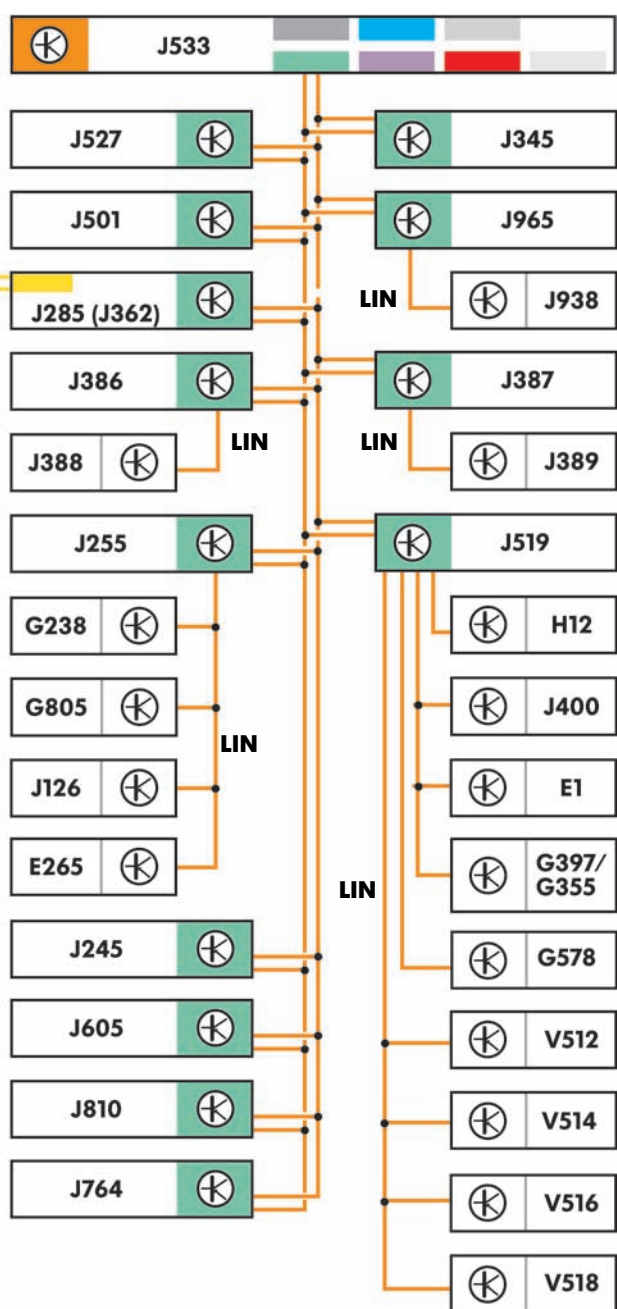 J533
J527
J345
J501
J965
J285 (J362)
LIN
J938
J386
J387
J388
LIN
LIN
J389
J255
J519
G238
H12
G805
J400
LIN
J126
E1
E265
G397/
G355
LIN
J245
G578
J605
V512
J810
V514
J764
V516
V518